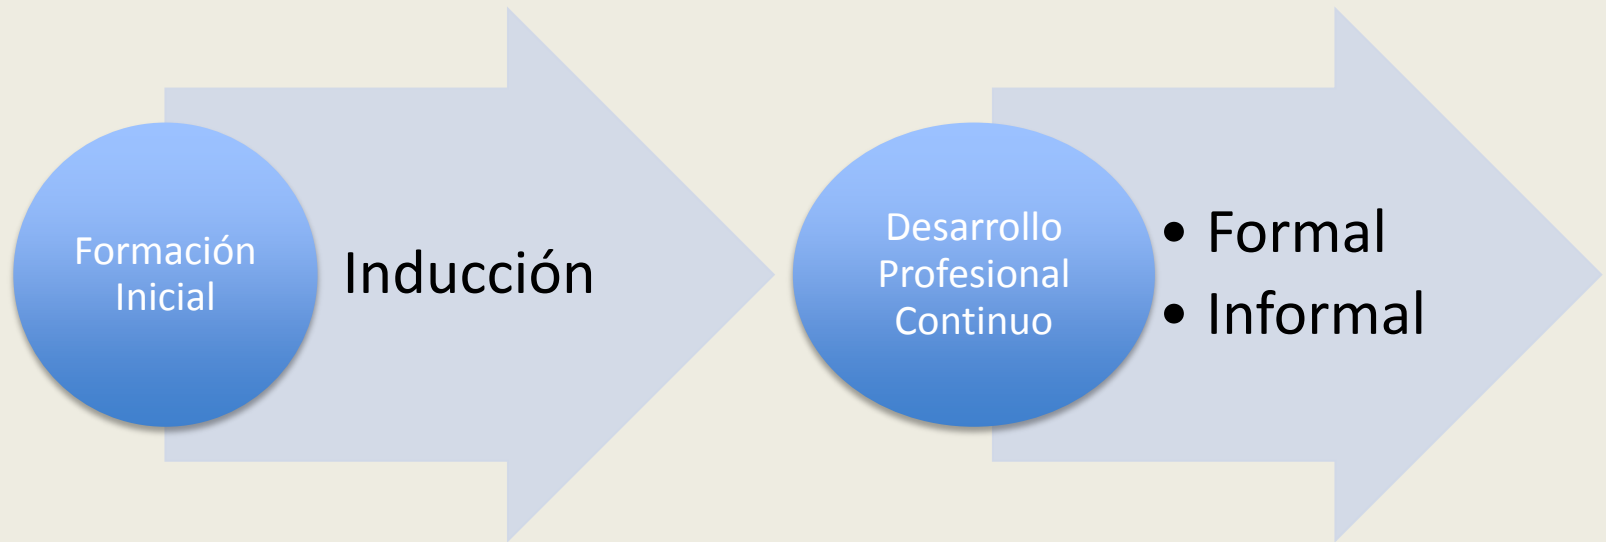 Formación
Inicial
Inducción
Desarrollo
Profesional
Continuo
• Formal
• Informal